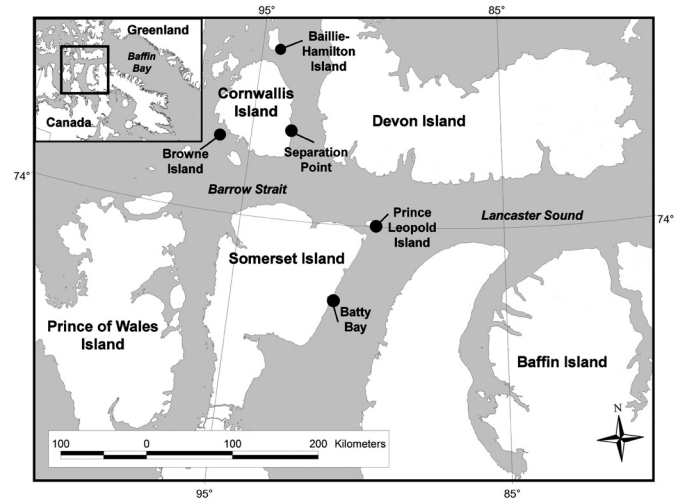 95°
85°
Greenland
Baffin
Bay
Canada
Baillie-
Hamilton
Island
Cornwallis
Island
Devon Island
Browne
Island
Separation
Point
74°
Barrow Strait
Prince
Leopold
Island
Lancaster Sound
74°
Somerset Island
Batty
Bay
Prince of Wales
Island
Baffin Island
N
100 0 100 200 Kilometers
95°
85°